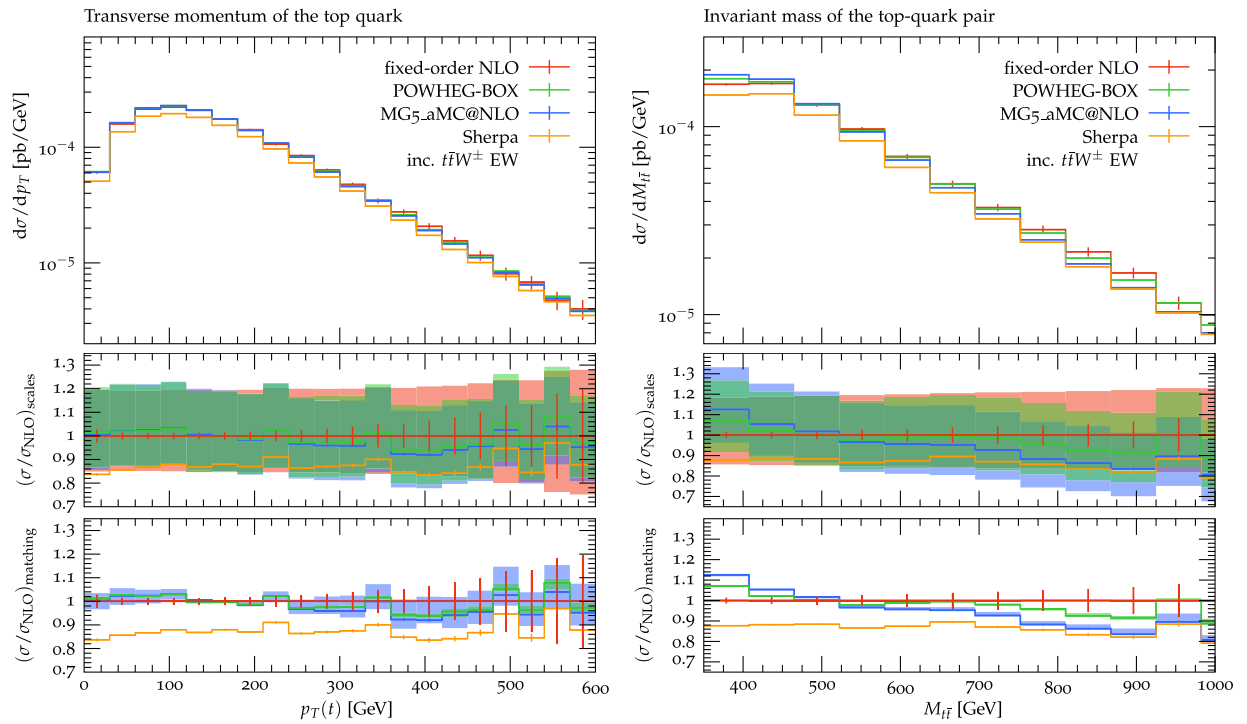 Transverse momentum of the top quark
dσ/dp_T [pb/GeV]
10⁻⁴
10⁻⁵
fixed-order NLO
POWHEG-BOX
MG5_aMC@NLO
Sherpa
inc. tt̄W± EW
(σ/σ_NLO)scales
1.3
1.2
1.1
1
0.9
0.8
0.7
(σ/σ_NLO)matching
1.3
1.2
1.1
1
0.9
0.8
0.7
0 100 200 300 400 500 600
p_T(t) [GeV]
Invariant mass of the top-quark pair
dσ/dM_tt̄ [pb/GeV]
10⁻⁴
10⁻⁵
fixed-order NLO
POWHEG-BOX
MG5_aMC@NLO
Sherpa
inc. tt̄W± EW
(σ/σ_NLO)scales
1.3
1.2
1.1
1
0.9
0.8
0.7
(σ/σ_NLO)matching
1.3
1.2
1.1
1
0.9
0.8
0.7
400 500 600 700 800 900 1000
M_tt̄ [GeV]